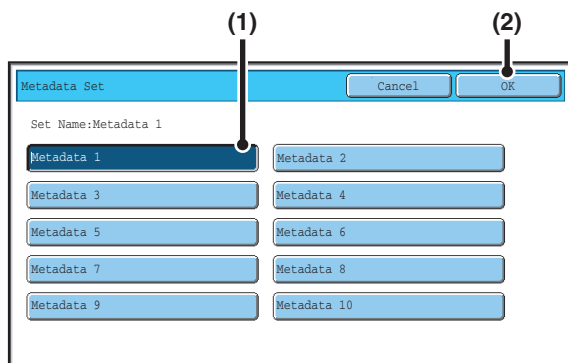 (1) (2)
Metadata Set Cancel OK
Set Name:Metadata 1
Metadata 1 Metadata 2
Metadata 3 Metadata 4
Metadata 5 Metadata 6
Metadata 7 Metadata 8
Metadata 9 Metadata 10